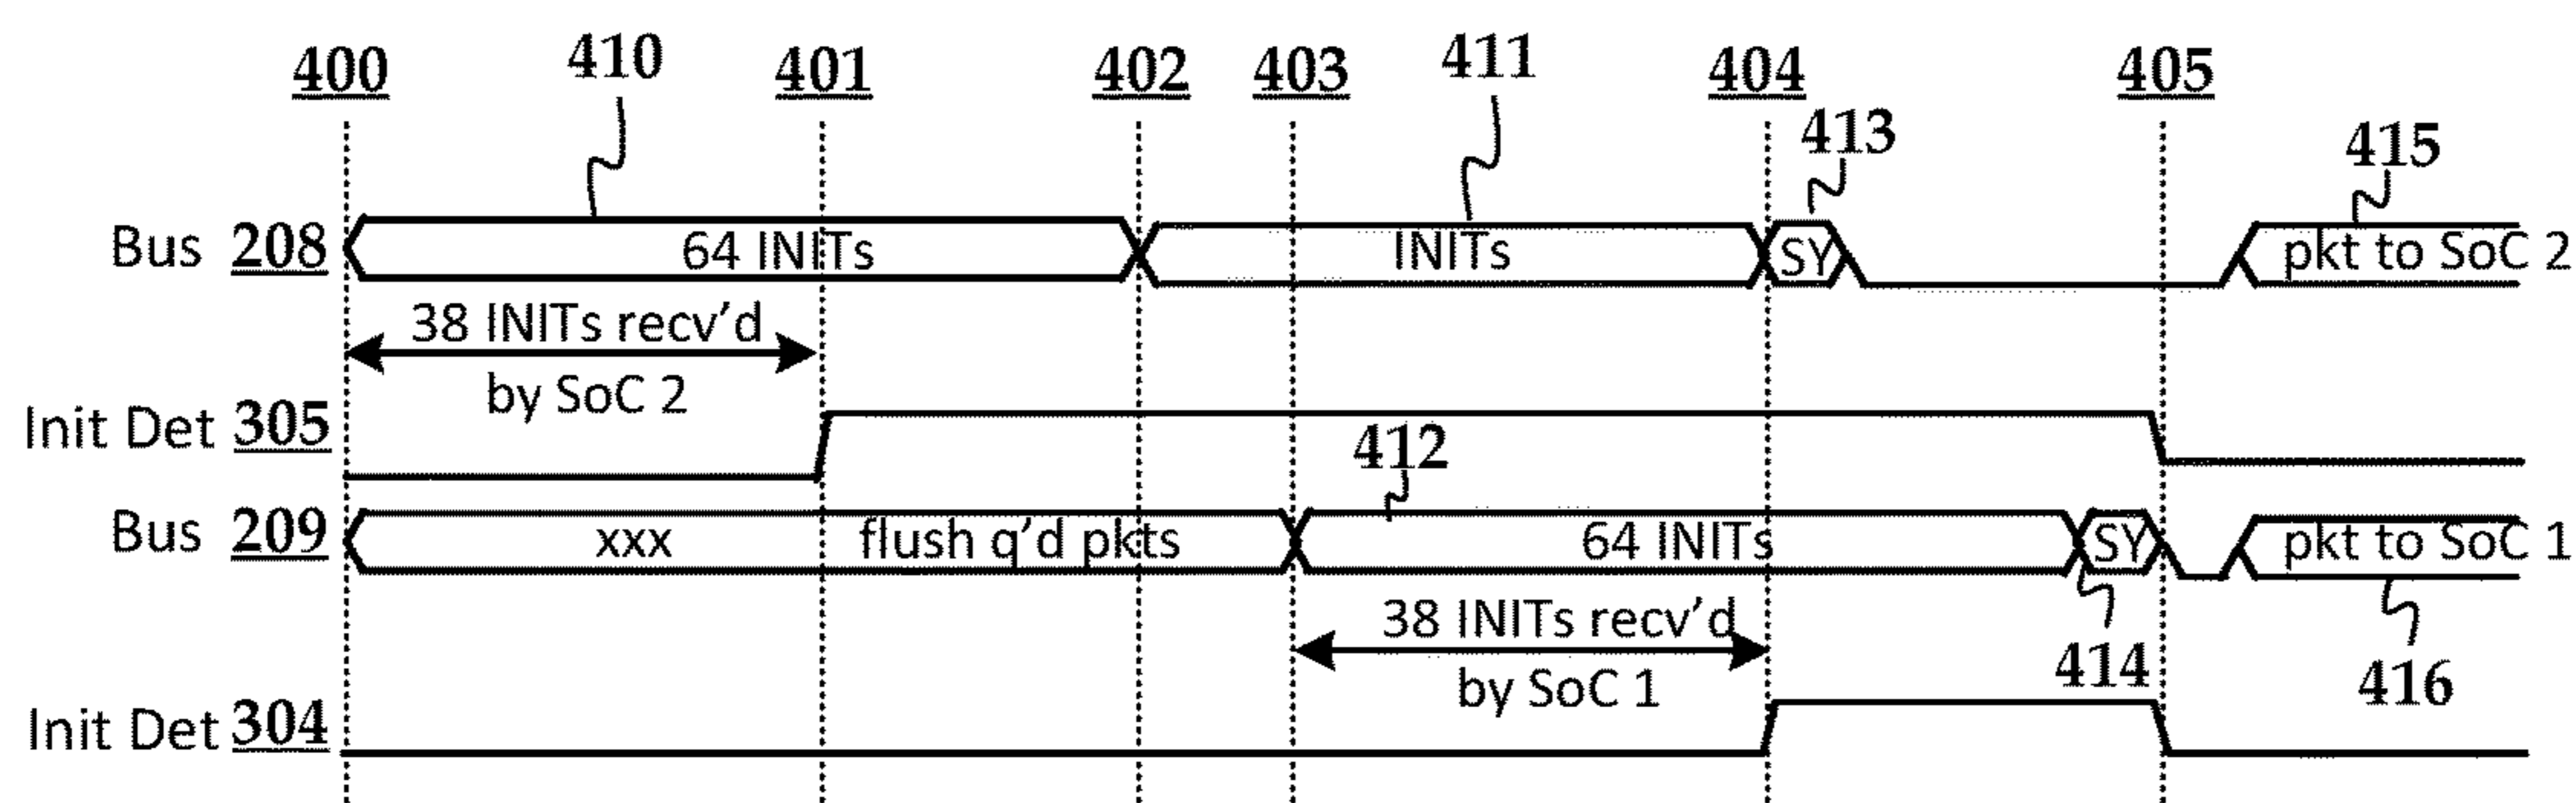 400 410 401 402 403 411 404 405
413 415
Bus 208 64 INITs INITs SY pkt to SoC 2
38 INITs recv'd
by SoC 2
Init Det 305
412
Bus 209 xxx flush q'd pkts 64 INITs SY pkt to SoC 1
38 INITs recv'd
by SoC 1
414 416
Init Det 304